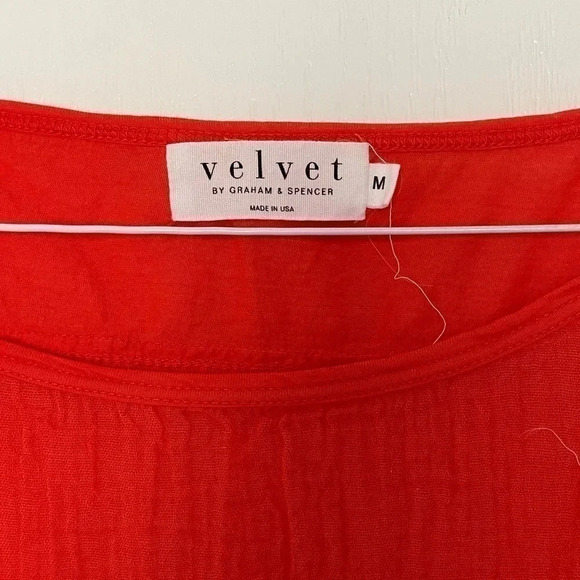 velvet
BY GRAHAM & SPENCER
MADE IN USA
M